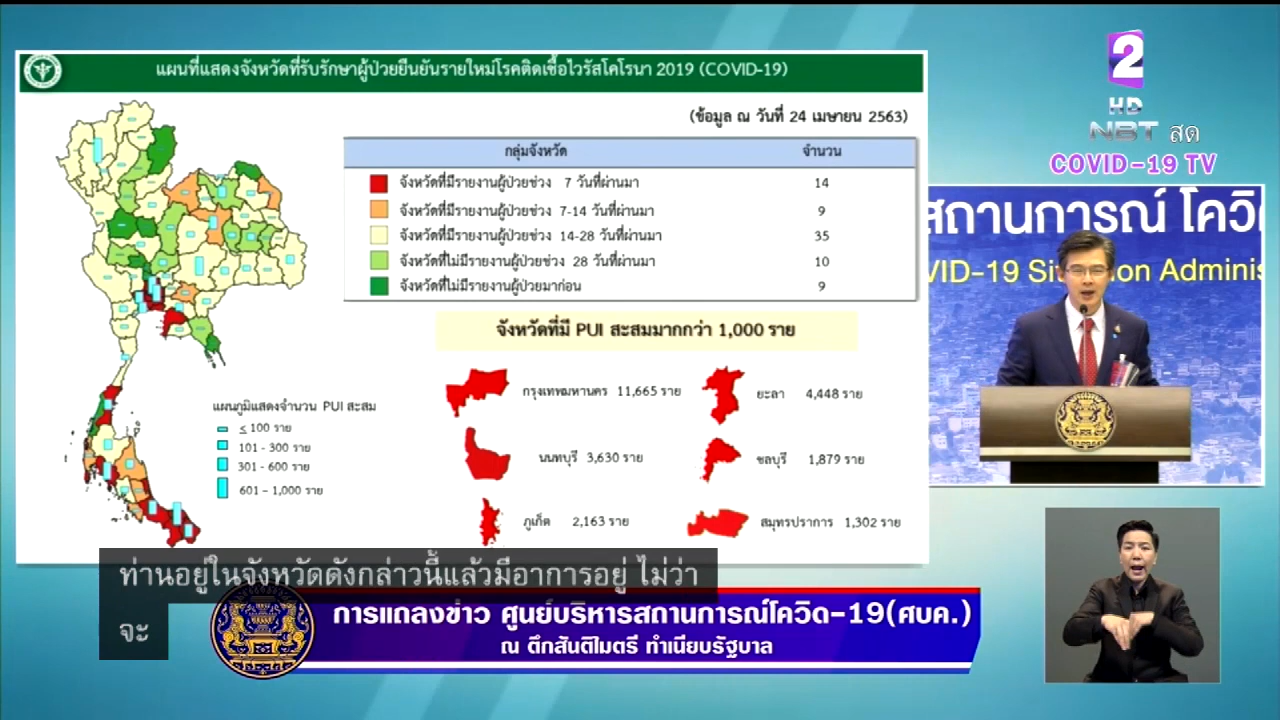 แผนที่แสดงจังหวัดที่รับรักษาผู้ป่วยยืนยันรายใหม่โรคติดเชื้อไวรัสโคโรนา 2019 (COVID-19)
(ข้อมูล ณ วันที่ 24 เมษายน 2563)
กลุ่มจังหวัด จำนวน
จังหวัดที่มีรายงานผู้ป่วยช่วง 7 วันที่ผ่านมา 14
จังหวัดที่มีรายงานผู้ป่วยช่วง 7-14 วันที่ผ่านมา 9
จังหวัดที่มีรายงานผู้ป่วยช่วง 14-28 วันที่ผ่านมา 35
จังหวัดที่ไม่มีรายงานผู้ป่วยช่วง 28 วันที่ผ่านมา 10
จังหวัดที่ไม่มีรายงานผู้ป่วยมาก่อน 9
จังหวัดที่มี PUI สะสมมากกว่า 1,000 ราย
กรุงเทพมหานคร 11,665 ราย
ยะลา 4,448 ราย
นนทบุรี 3,630 ราย
ชลบุรี 1,879 ราย
ภูเก็ต 2,163 ราย
สมุทรปราการ 1,302 ราย
แผนภูมิแสดงจำนวน PUI สะสม
≤ 100 ราย
101 - 300 ราย
301 - 600 ราย
601 – 1,000 ราย
2
HD
NBT สด
COVID-19 TV
สถานการณ์ โควิ
VID-19 Si on Adminis
ท่านอยู่ในจังหวัดดังกล่าวนี้แล้วมีอาการอยู่ ไม่ว่า
จะ
การแถลงข่าว ศูนย์บริหารสถานการณ์โควิด-19(ศบค.)
ณ ตึกสันติไมตรี ทำเนียบรัฐบาล